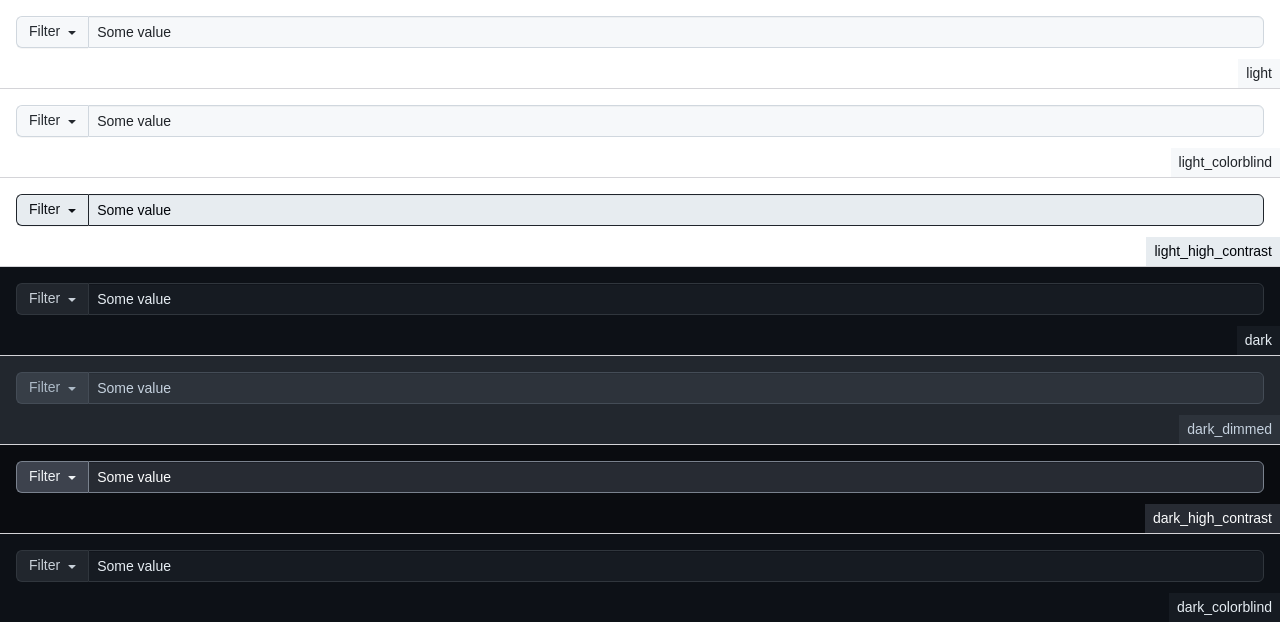 Filter Some value
light
Filter Some value
light_colorblind
Filter Some value
light_high_contrast
Filter Some value
dark
Filter Some value
dark_dimmed
Filter Some value
dark_high_contrast
Filter Some value
dark_colorblind